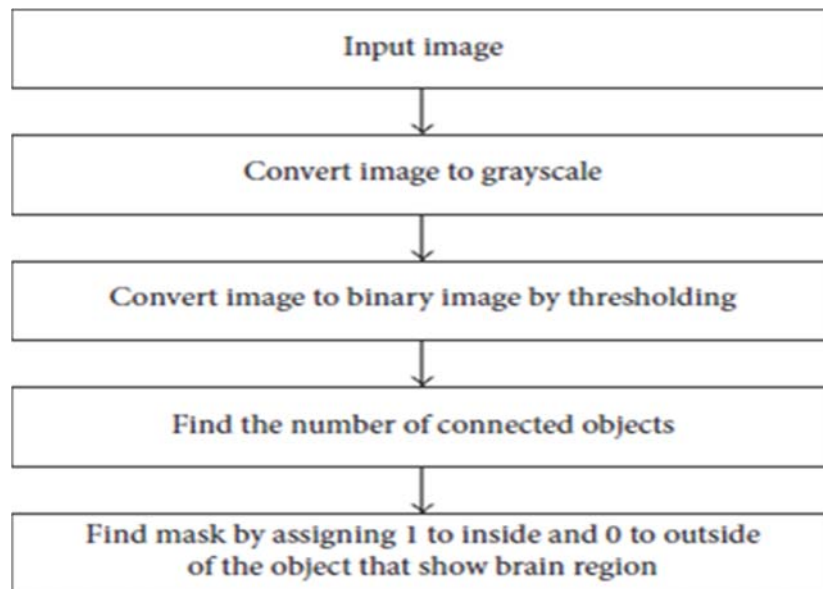 Input image
Convert image to grayscale
Convert image to binary image by thresholding
Find the number of connected objects
Find mask by assigning 1 to inside and 0 to outside
of the object that show brain region